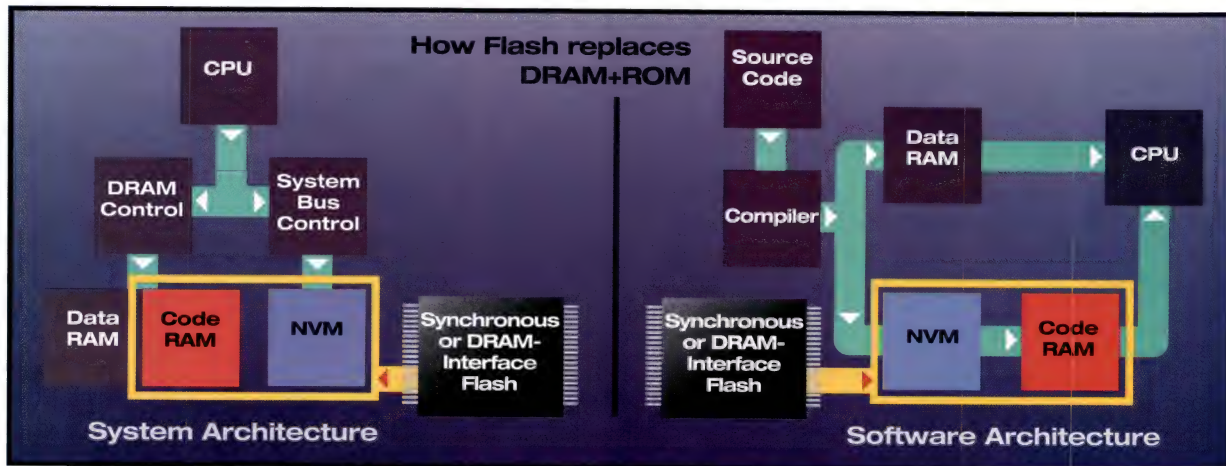 How Flash replaces
DRAM+ROM
CPU
DRAM
Control
System
Bus
Control
Data
RAM
Code
RAM
NVM
Synchronous
or DRAM-
Interface
Flash
System Architecture
Source
Code
Compiler
Data
RAM
CPU
Synchronous
or DRAM-
Interface
Flash
NVM
Code
RAM
Software Architecture